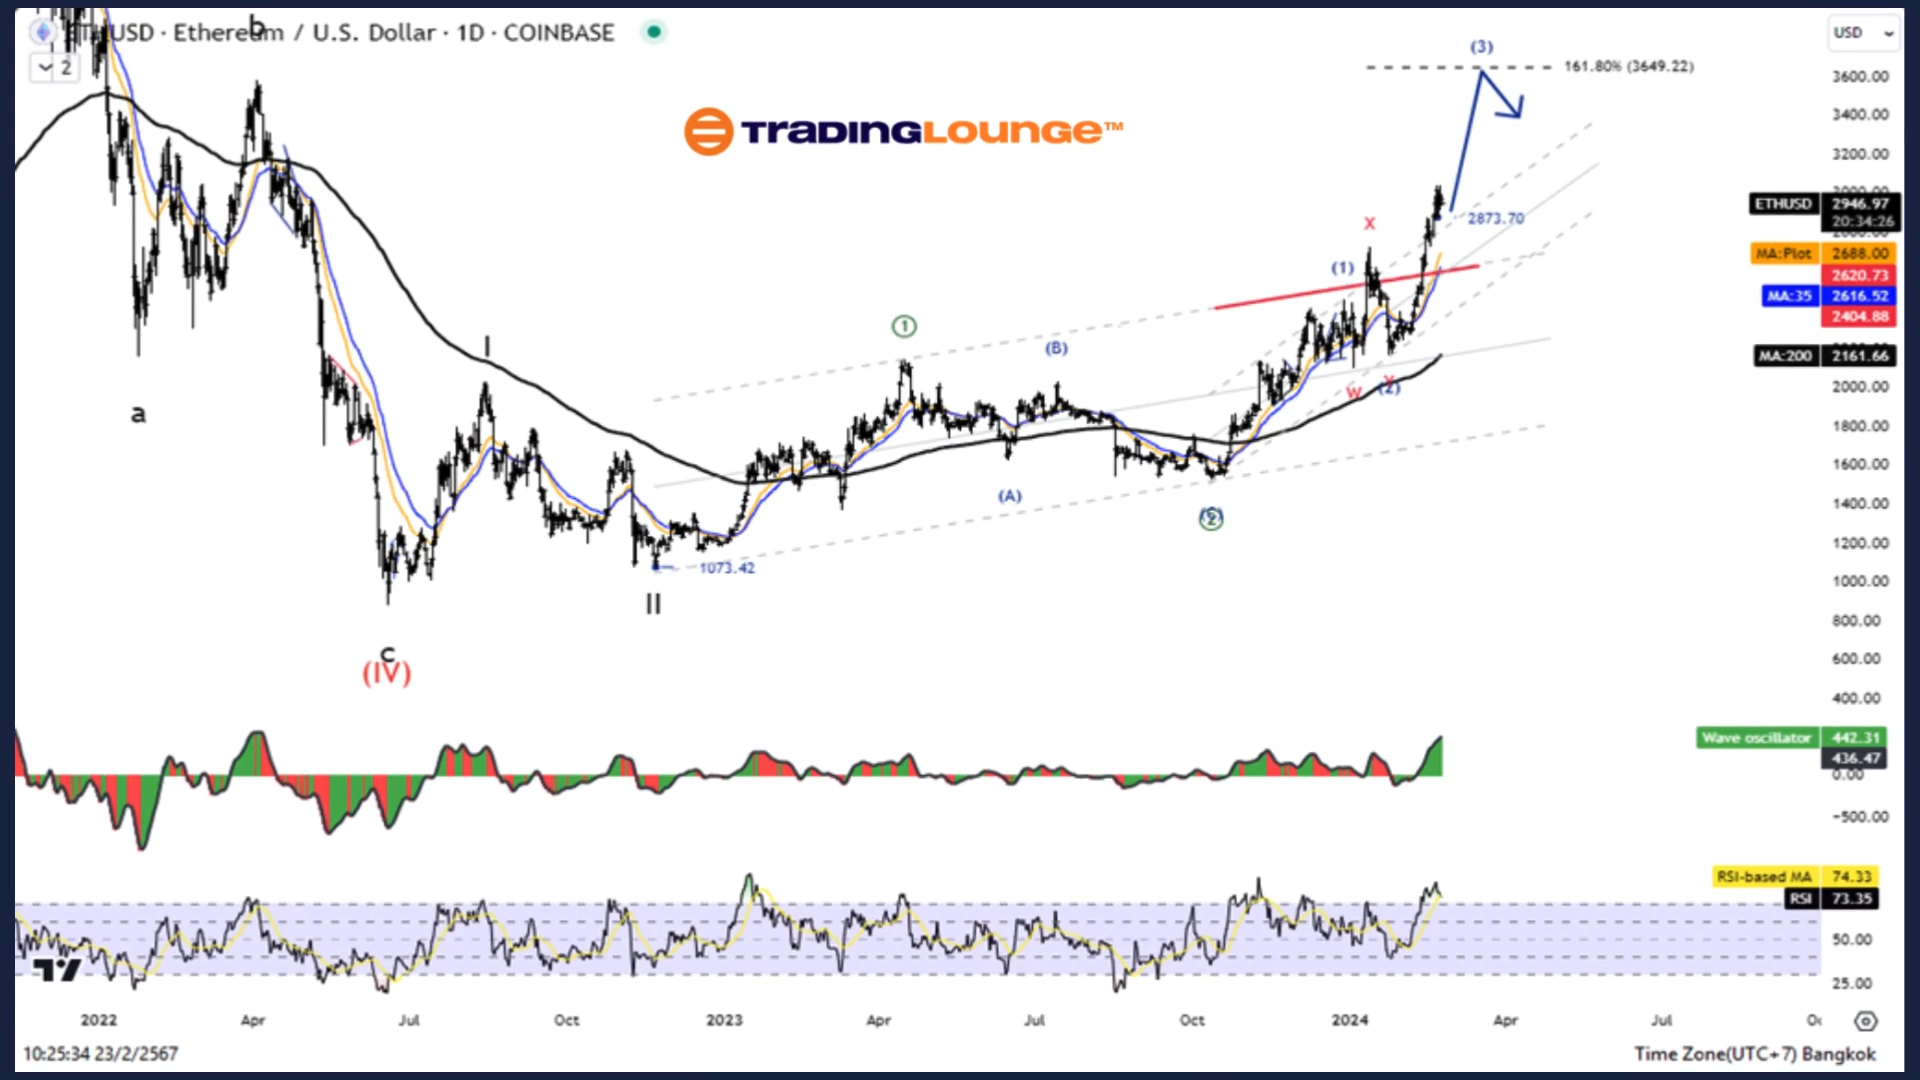 ETHUSD · Ethereum / U.S. Dollar · 1D · COINBASE
b
2
USD
TRADINGLOUNGE™
(3)
161.80% (3649.22)
3600.00
3400.00
3200.00
3000.00
ETHUSD 2946.97
20:34:26
2873.70
X
2800.00
MA:Plot 2688.00
2620.73
(1)
MA:35 2616.52
2404.88
1
I
(B)
MA:200 2161.66
2000.00
W
(2)
a
1800.00
1600.00
1400.00
(A)
2
1200.00
1073.42
1000.00
II
800.00
c
600.00
(IV)
400.00
Wave oscillator 442.31
436.47
0.00
-500.00
RSI-based MA 74.33
RSI 73.35
50.00
25.00
2022 Apr Jul Oct 2023 Apr Jul Oct 2024 Apr Jul
10:25:34 23/2/2567
Time Zone(UTC+7) Bangkok